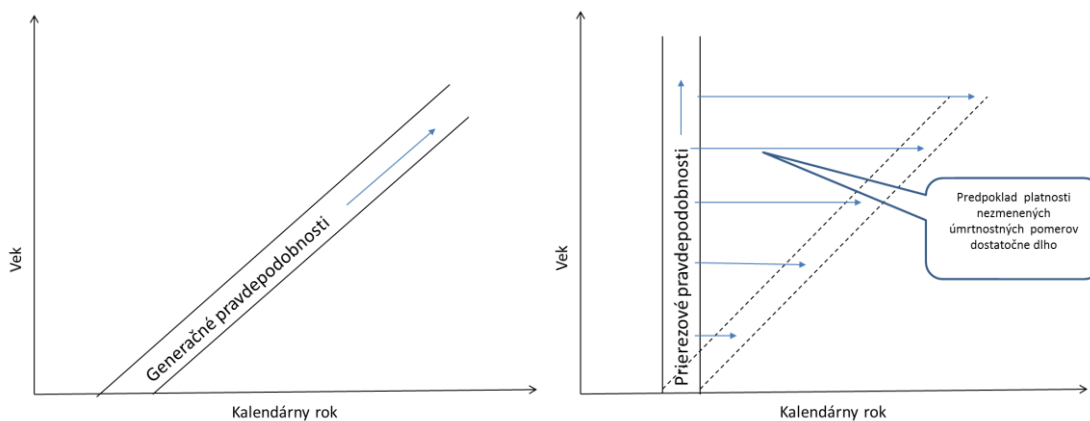 Vek
Generačné pravdepodobnosti
Kalendárny rok
Vek
Prierezové pravdepodobnosti
Predpoklad platnosti
nezmenených
úmrtnostných pomerov
dostatočne dlho
Kalendárny rok